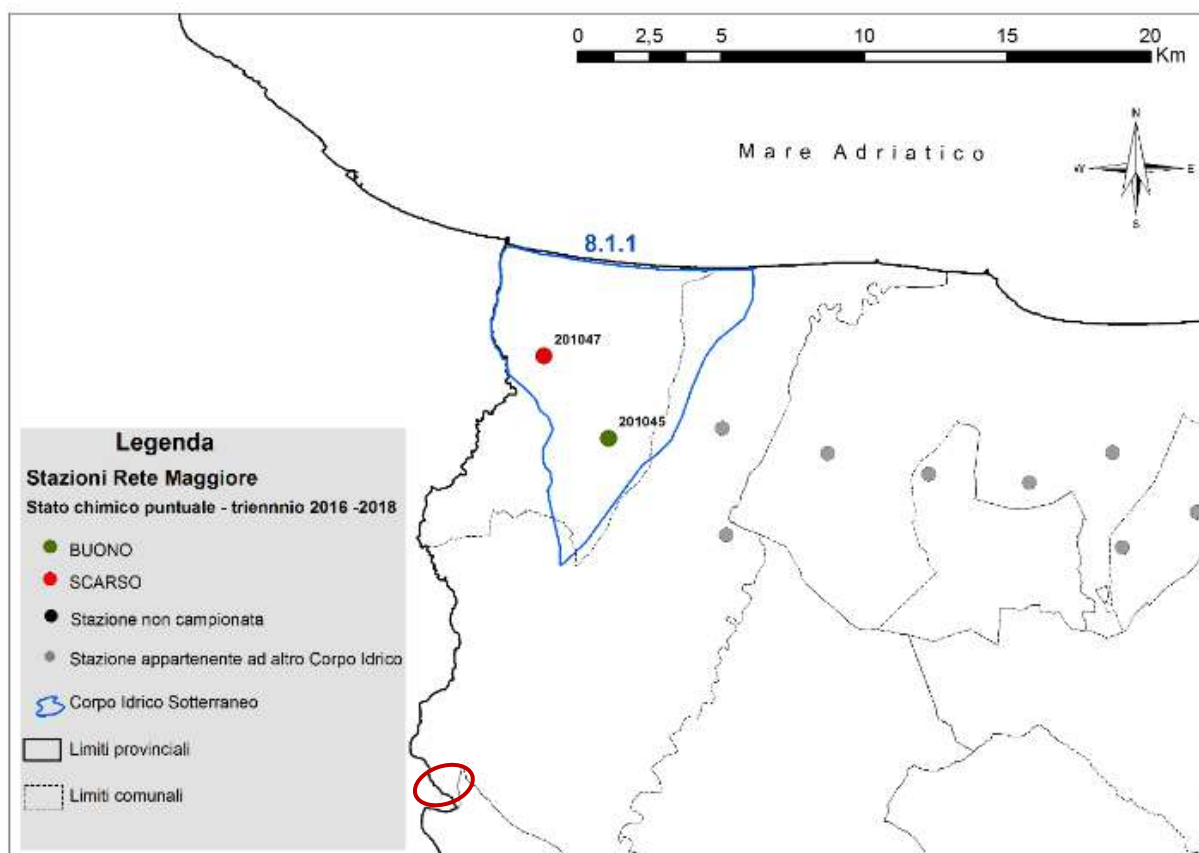 0 2,5 5 10 15 20
Km
N
Mare Adriatico
W E
S
8.1.1
201047
201045
Legenda
Stazioni Rete Maggiore
Stato chimico puntuale - triennnio 2016 -2018
BUONO
SCARSO
Stazione non campionata
Stazione appartenente ad altro Corpo Idrico
Corpo Idrico Sotterraneo
Limiti provinciali
Limiti comunali